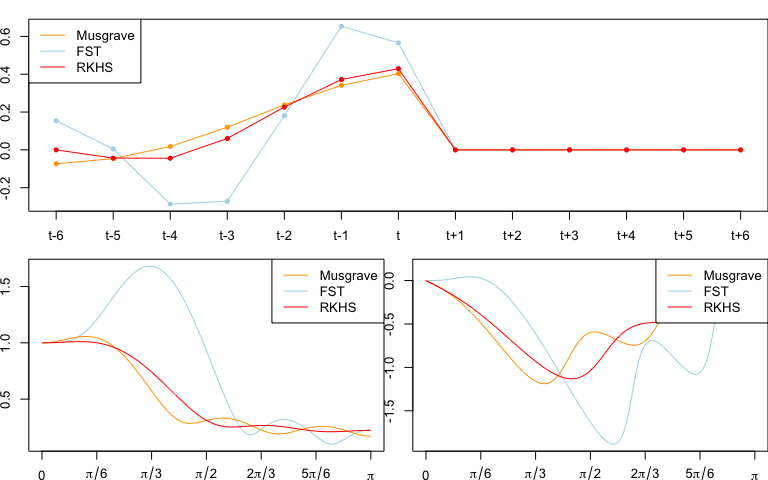 Musgrave
FST
RKHS
0.6
0.4
0.2
0.0
-0.2
t-6 t-5 t-4 t-3 t-2 t-1 t t+1 t+2 t+3 t+4 t+5 t+6
Musgrave
FST
RKHS
1.5
1.0
0.5
0 π/6 π/3 π/2 2π/3 5π/6 π
Musgrave
FST
RKHS
0.0
-0.5
-1.0
-1.5
0 π/6 π/3 π/2 2π/3 5π/6 π